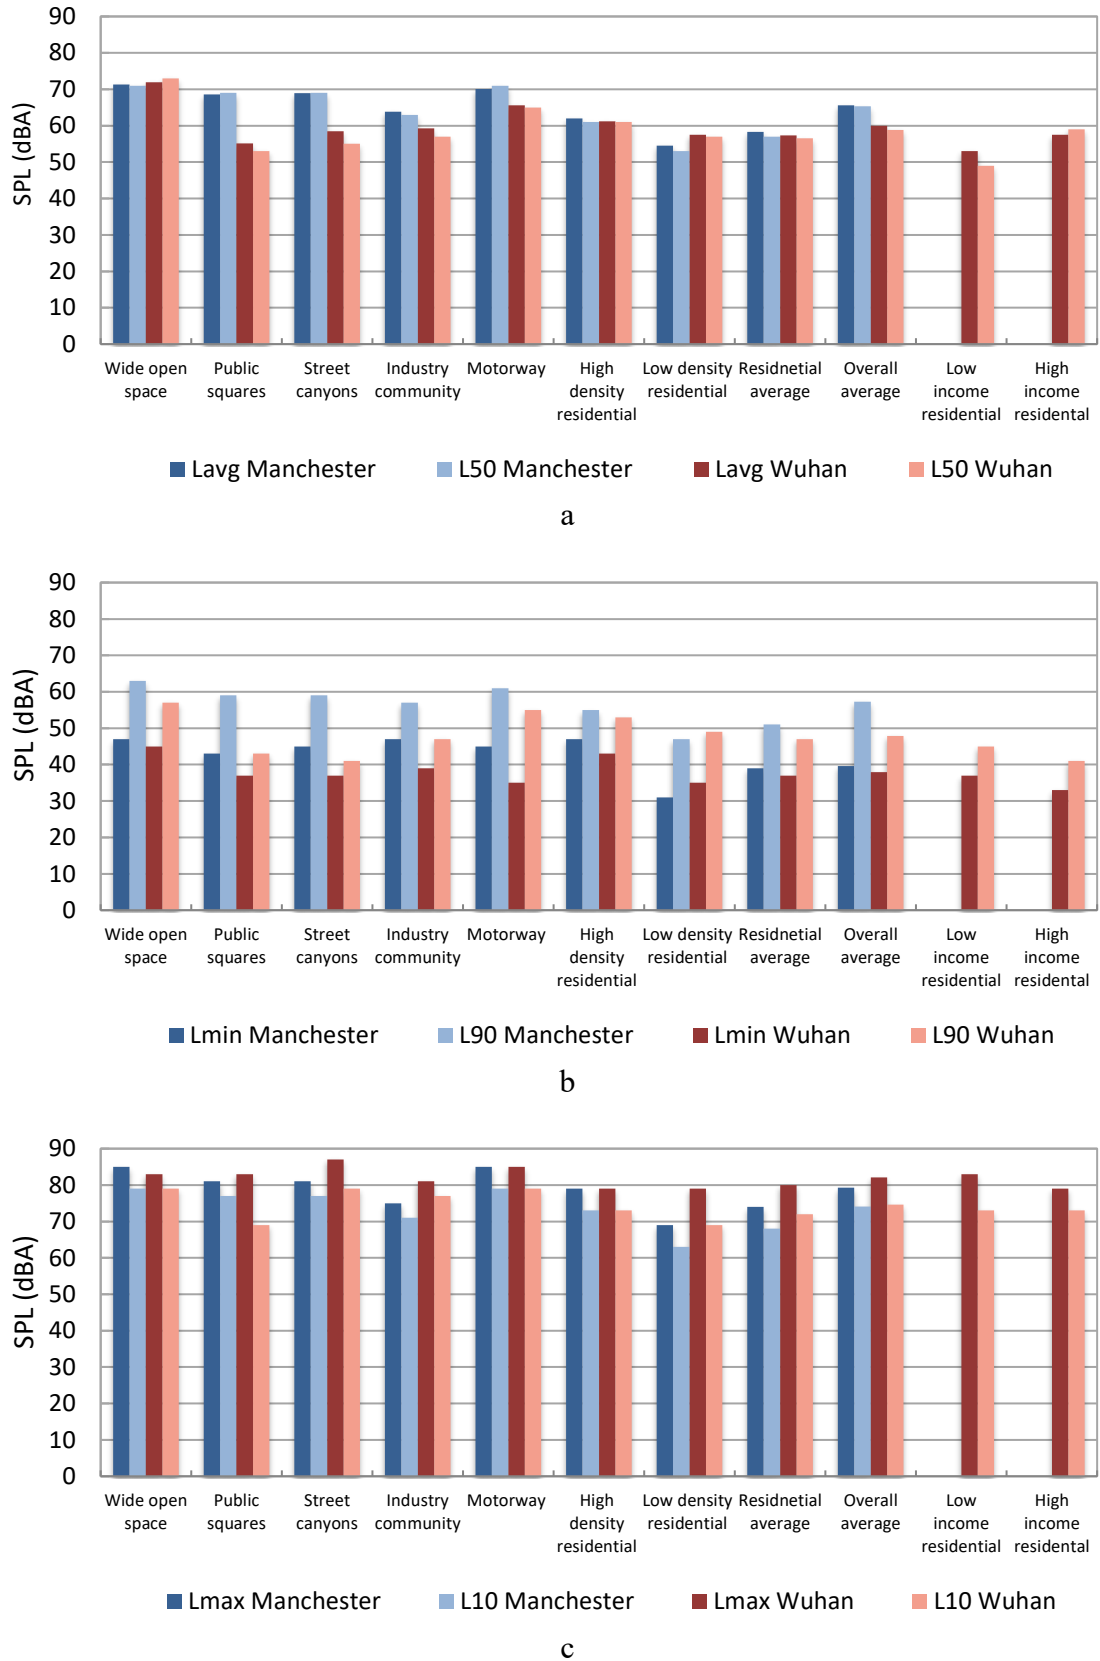 90
80
70
60
50
40
30
20
10
0
SPL (dBA)
Wide open space
Public squares
Street canyons
Industry community
Motorway
High density residential
Low density residential
Residnetial average
Overall average
Low income residential
High income residental
Lavg Manchester
L50 Manchester
Lavg Wuhan
L50 Wuhan
a
90
80
70
60
50
40
30
20
10
0
SPL (dBA)
Wide open space
Public squares
Street canyons
Industry community
Motorway
High density residential
Low density residential
Residnetial average
Overall average
Low income residential
High income residental
Lmin Manchester
L90 Manchester
Lmin Wuhan
L90 Wuhan
b
90
80
70
60
50
40
30
20
10
0
SPL (dBA)
Wide open space
Public squares
Street canyons
Industry community
Motorway
High density residential
Low density residential
Residnetial average
Overall average
Low income residential
High income residental
Lmax Manchester
L10 Manchester
Lmax Wuhan
L10 Wuhan
c